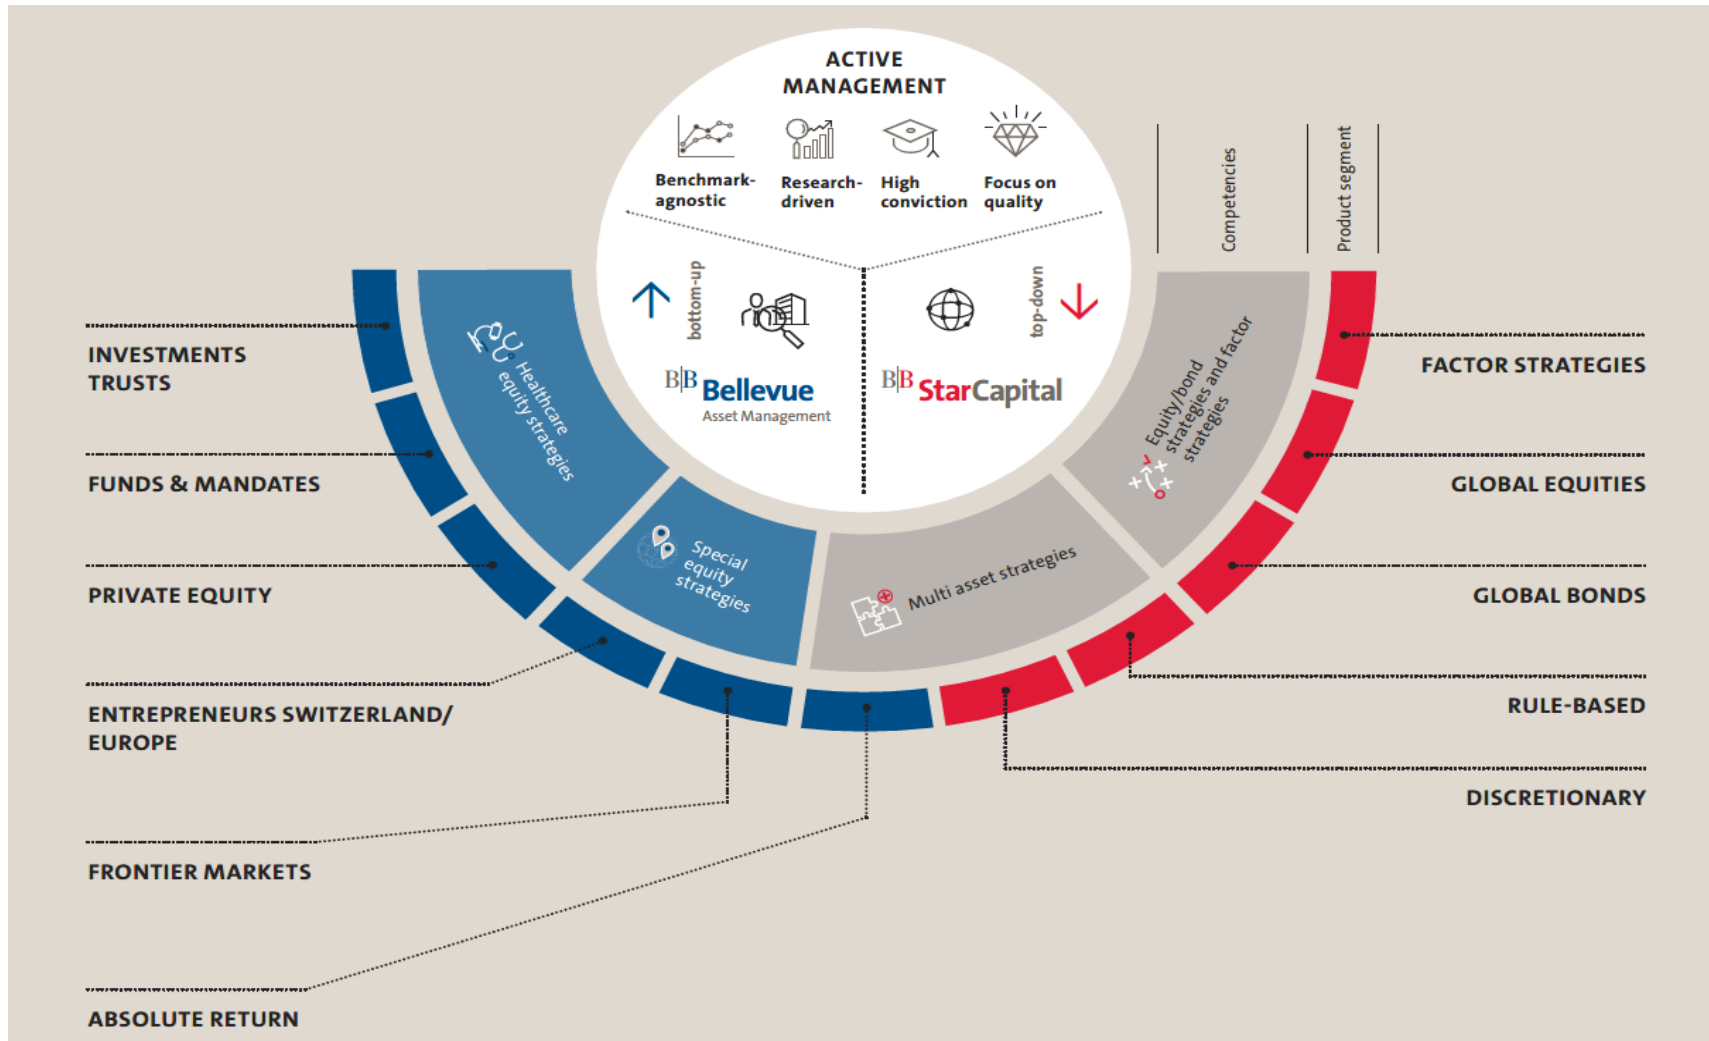 ACTIVE
MANAGEMENT
Benchmark-
agnostic
Research-
driven
High
conviction
Focus on
quality
bottom-up
top-down
B|B Bellevue
Asset Management
B|B StarCapital
Competencies
Product segment
Healthcare
equity strategies
Special
equity
strategies
Multi asset strategies
Equity/bond
strategies and factor
strategies
INVESTMENTS
TRUSTS
FUNDS & MANDATES
PRIVATE EQUITY
ENTREPRENEURS SWITZERLAND/
EUROPE
FRONTIER MARKETS
ABSOLUTE RETURN
FACTOR STRATEGIES
GLOBAL EQUITIES
GLOBAL BONDS
RULE-BASED
DISCRETIONARY